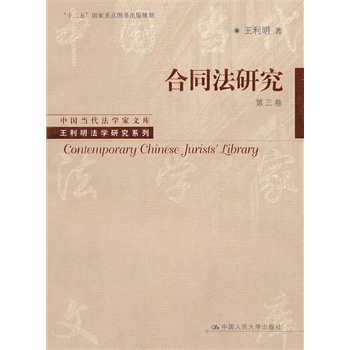 “十二五”国家重点图书出版规划
王利明 著
合同法研究
第三卷
中国当代法学家文库
王利明法学研究系列
Contemporary Chinese Jurists' Library
中国人民大学出版社